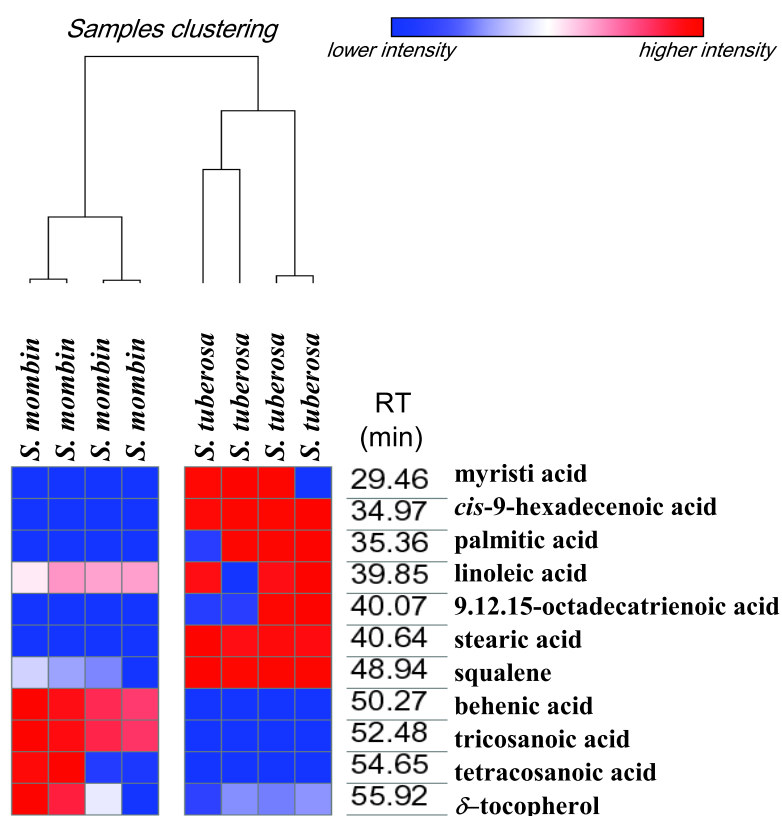 Samples clustering
lower intensity
higher intensity
S. mombin
S. mombin
S. mombin
S. mombin
S. tuberosa
S. tuberosa
S. tuberosa
S. tuberosa
RT
(min)
29.46 myristi acid
34.97 cis-9-hexadecenoic acid
35.36 palmitic acid
39.85 linoleic acid
40.07 9.12.15-octadecatrienoic acid
40.64 stearic acid
48.94 squalene
50.27 behenic acid
52.48 tricosanoic acid
54.65 tetracosanoic acid
55.92 δ–tocopherol